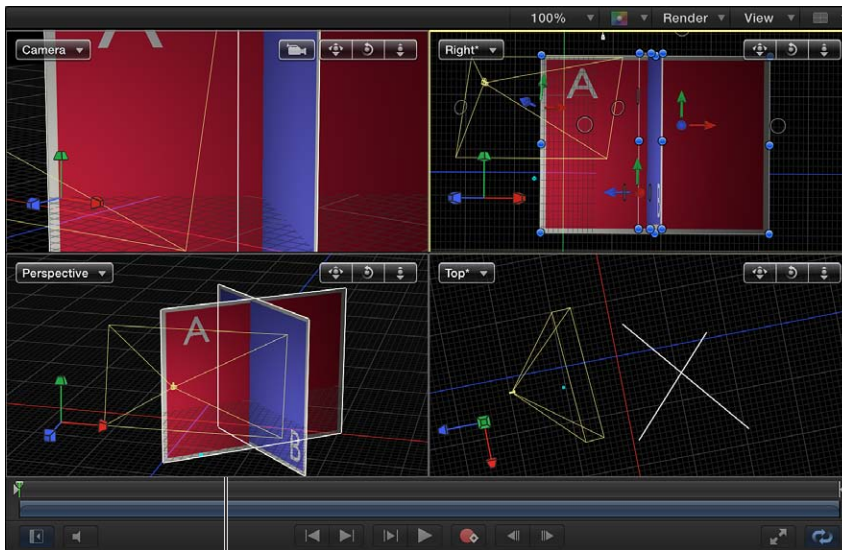 100% Render View
Camera
A
Right*
A
Perspective
A
B
Top*